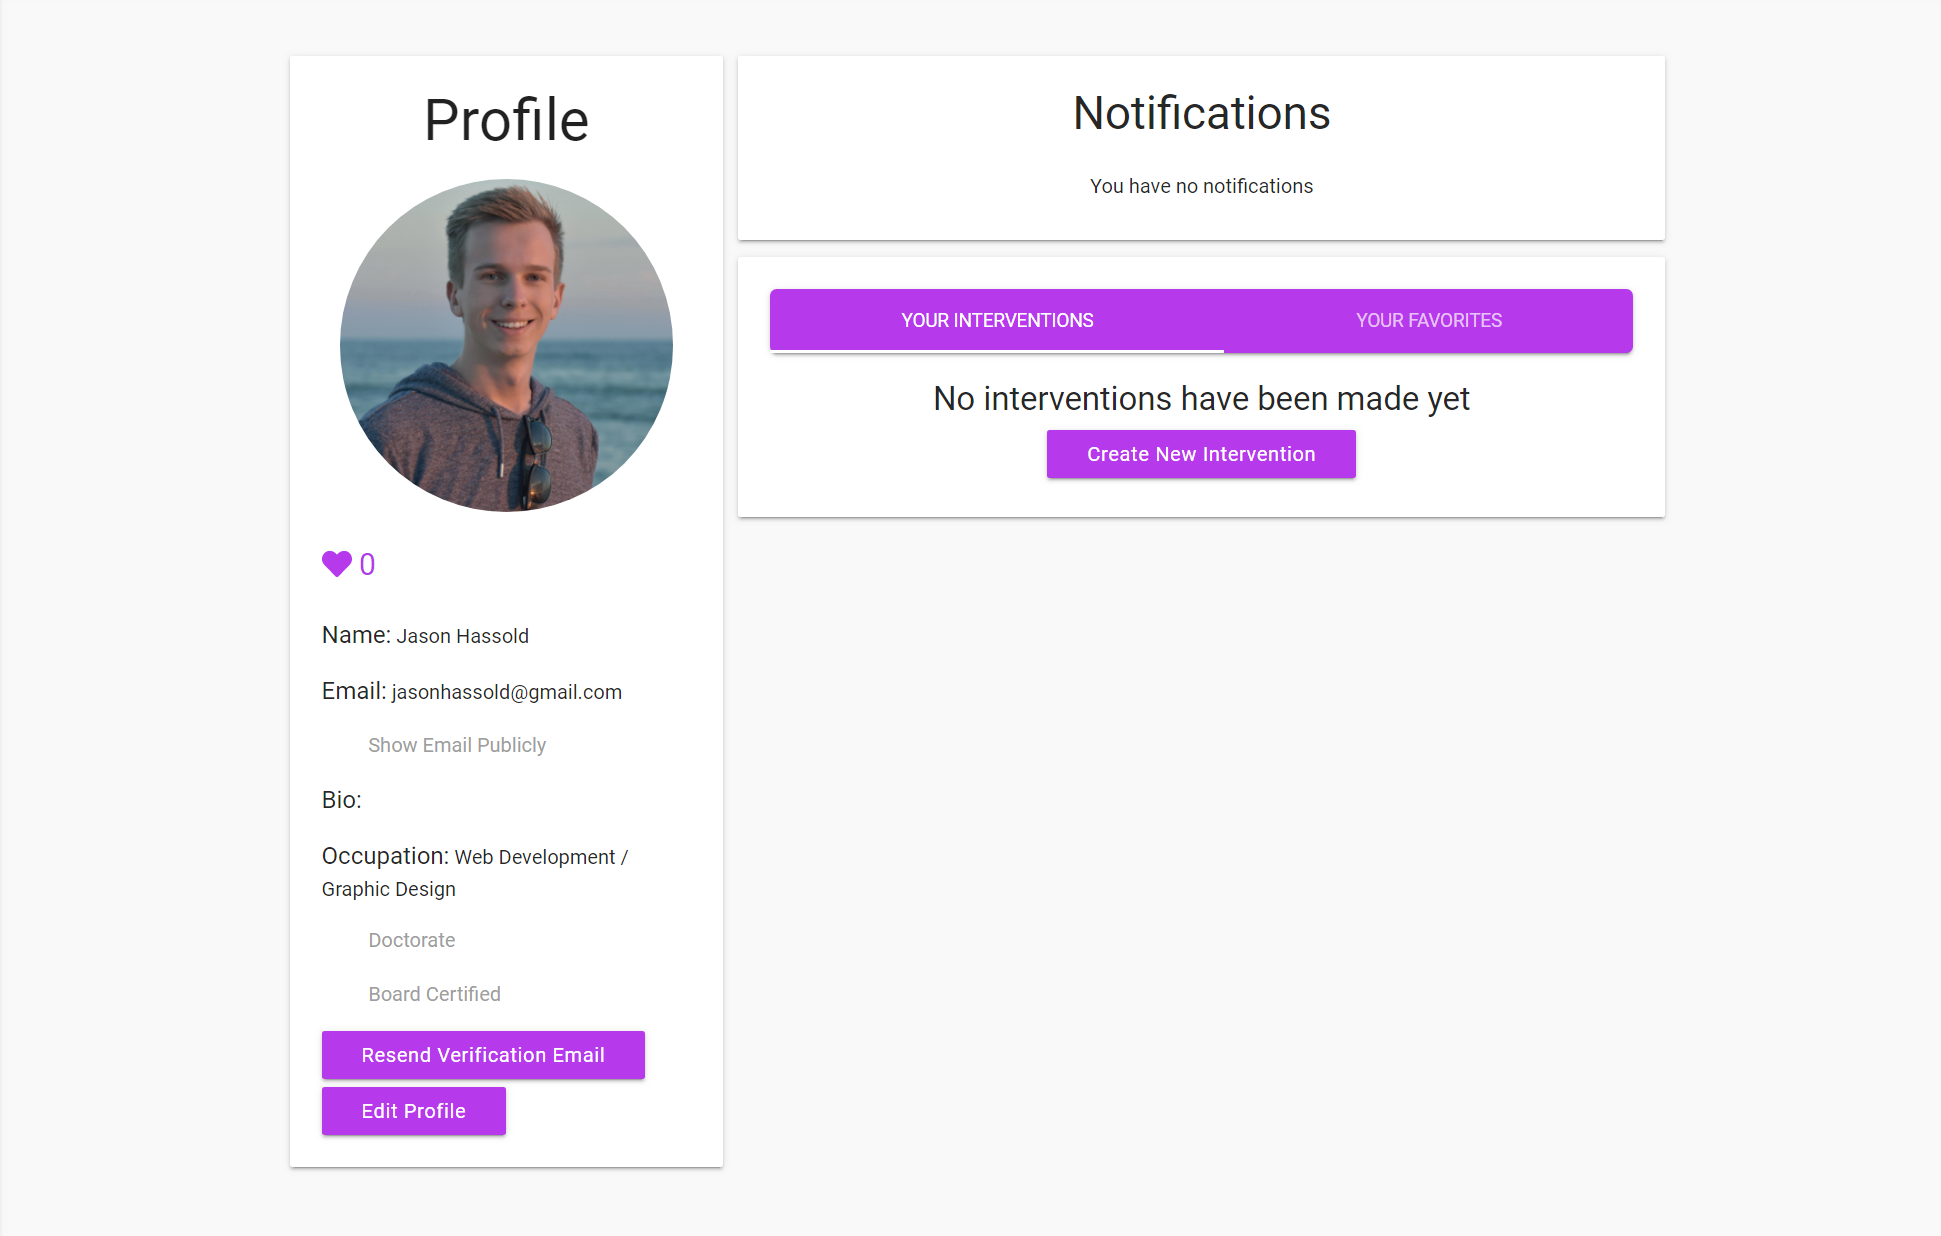 Profile
0
Name: Jason Hassold
Email: jasonhassold@gmail.com
Show Email Publicly
Bio:
Occupation: Web Development /
Graphic Design
Doctorate
Board Certified
Resend Verification Email
Edit Profile
Notifications
You have no notifications
YOUR INTERVENTIONS
YOUR FAVORITES
No interventions have been made yet
Create New Intervention